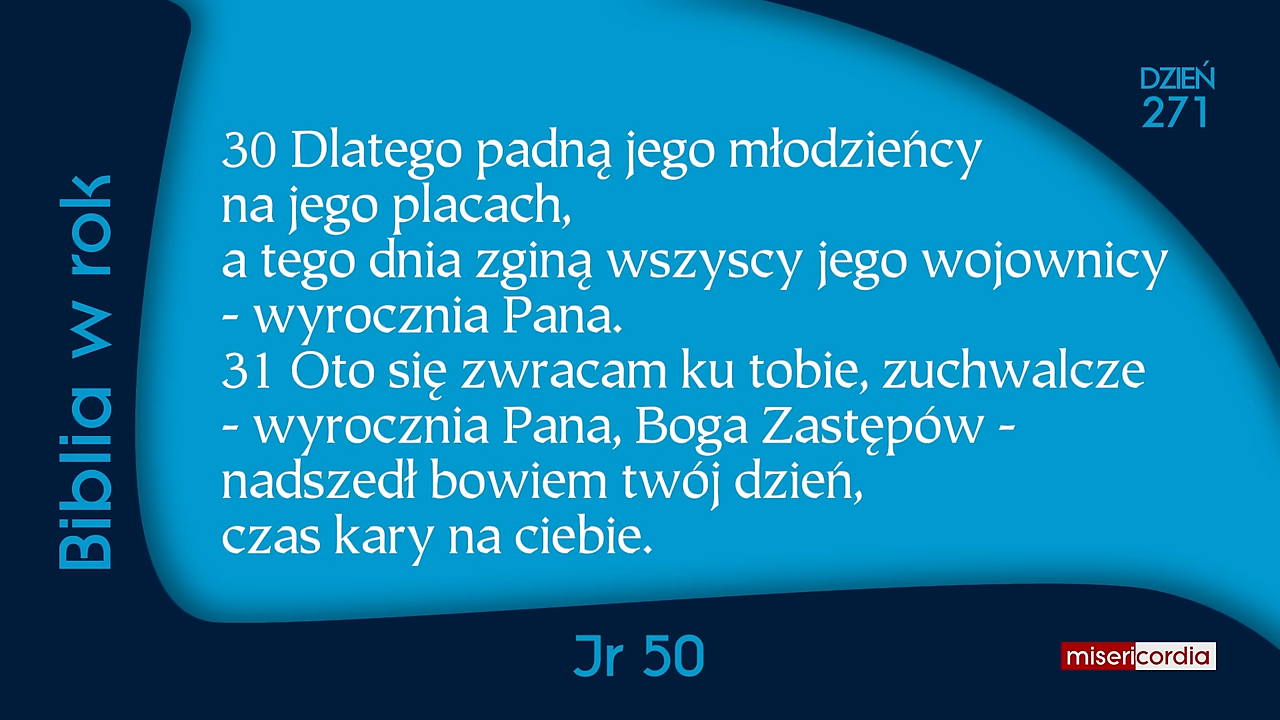 DZIEŃ
271
30 Dlatego padną jego młodzieńcy
na jego placach,
a tego dnia zginą wszyscy jego wojownicy
- wyrocznia Pana.
31 Oto się zwracam ku tobie, zuchwalcze
- wyrocznia Pana, Boga Zastępów -
nadszedł bowiem twój dzień,
czas kary na ciebie.
Biblia w rok
Jr 50
misericordia